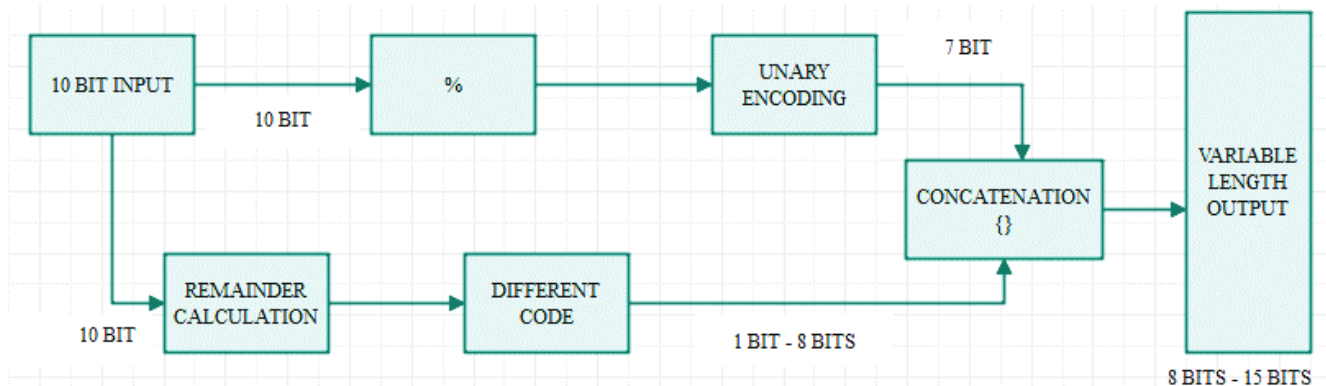 10 BIT INPUT
10 BIT
%
UNARY
ENCODING
7 BIT
CONCATENATION
{}
VARIABLE
LENGTH
OUTPUT
8 BITS - 15 BITS
10 BIT
REMAINDER
CALCULATION
DIFFERENT
CODE
1 BIT - 8 BITS